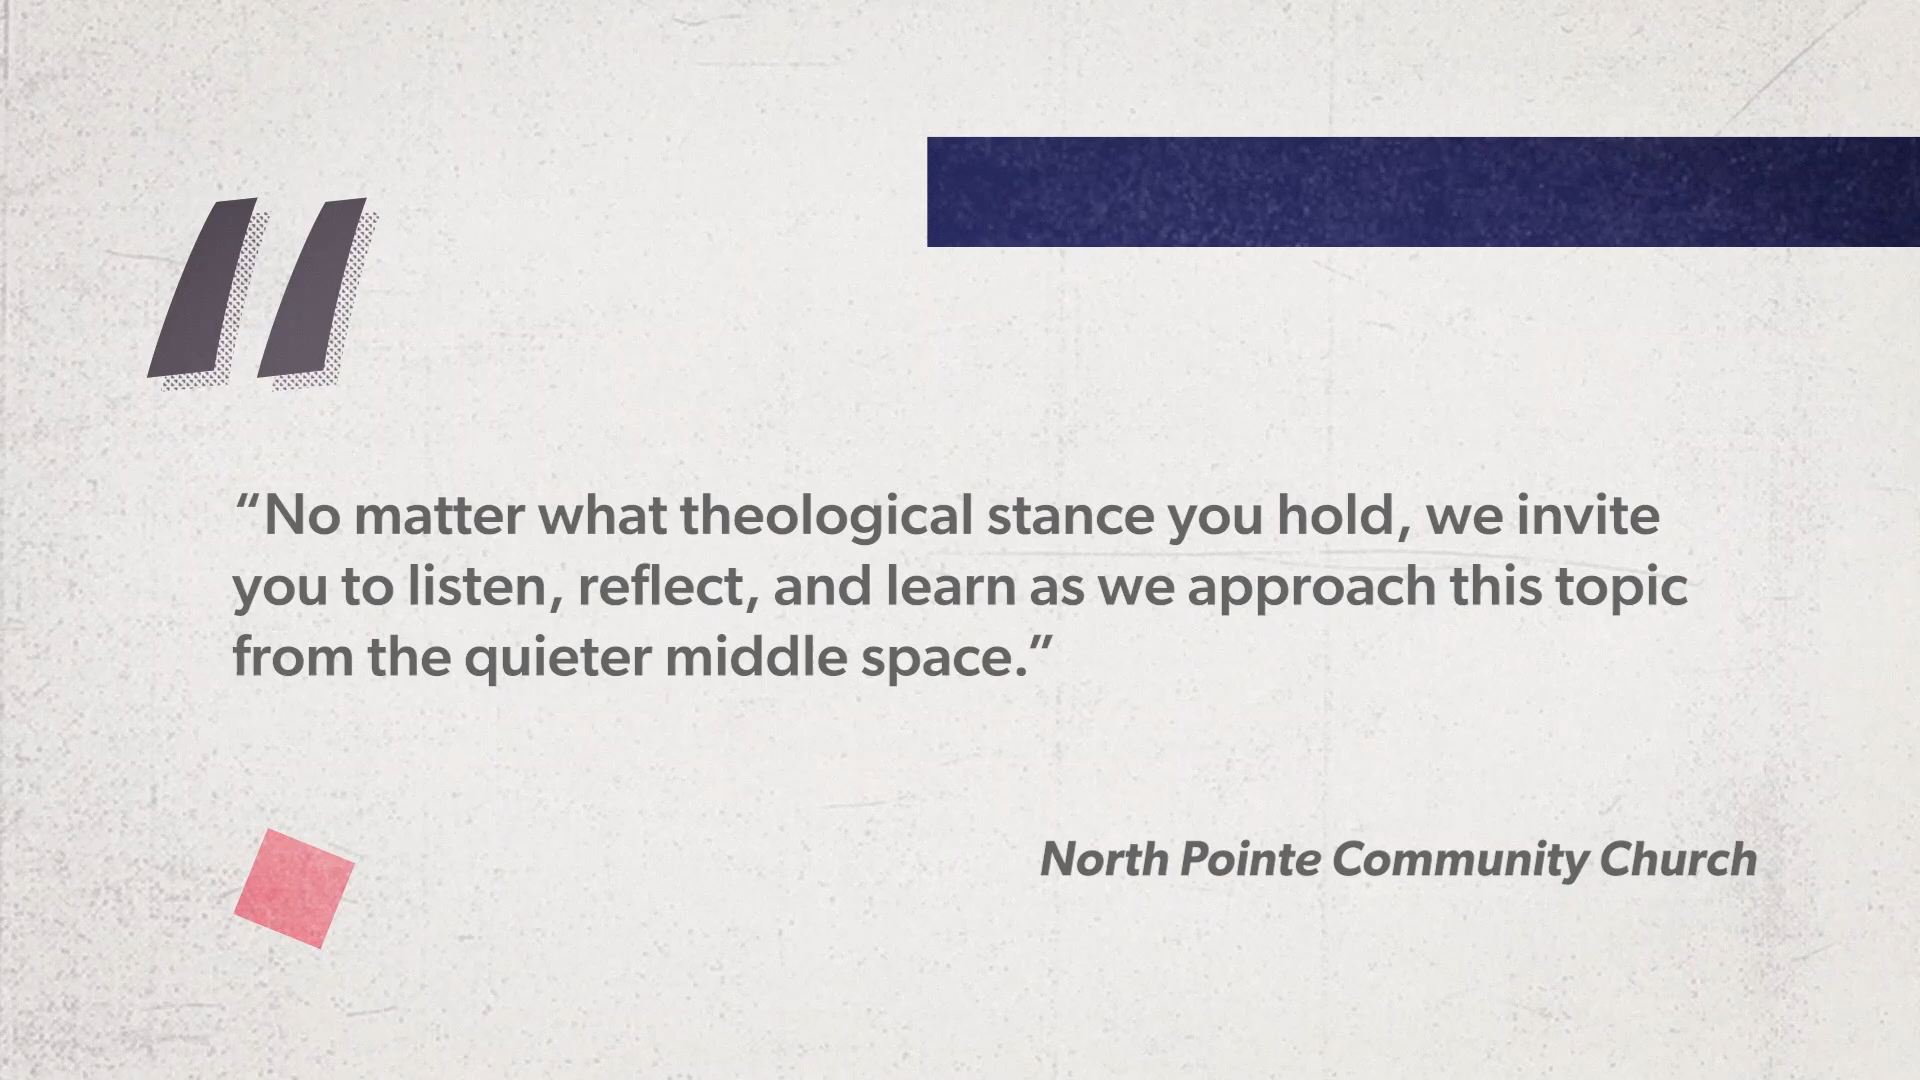 “No matter what theological stance you hold, we invite
you to listen, reflect, and learn as we approach this topic
from the quieter middle space.”
North Pointe Community Church